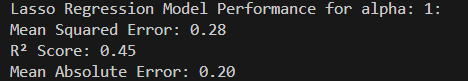 Lasso Regression Model Performance for alpha: 1:
Mean Squared Error: 0.28
R² Score: 0.45
Mean Absolute Error: 0.20